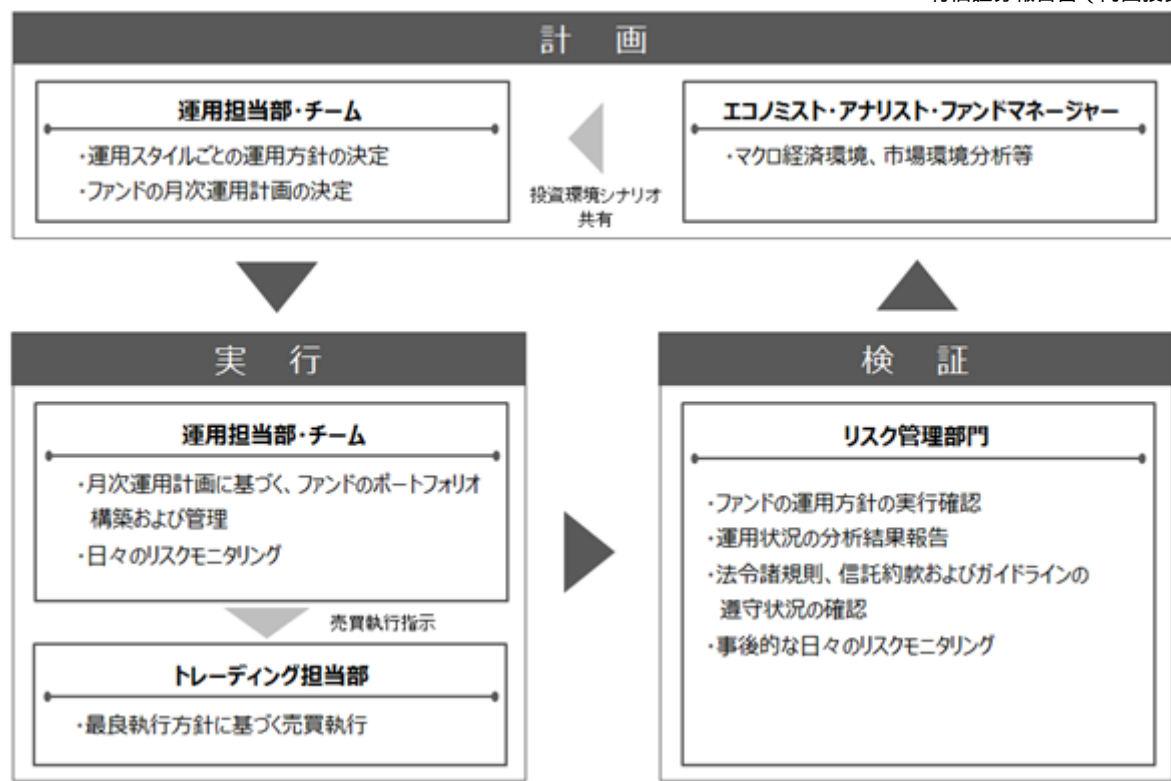 計 画
運用担当部・チーム
・運用スタイルごとの運用方針の決定
・ファンドの月次運用計画の決定
投資環境シナリオ
共有
エコノミスト・アナリスト・ファンドマネージャー
・マクロ経済環境、市場環境分析等
実 行
運用担当部・チーム
・月次運用計画に基づく、ファンドのポートフォリオ
構築および管理
・日々のリスクモニタリング
売買執行指示
トレーディング担当部
・最良執行方針に基づく売買執行
検 証
リスク管理部門
・ファンドの運用方針の実行確認
・運用状況の分析結果報告
・法令諸規則、信託約款およびガイドラインの
遵守状況の確認
・事後的な日々のリスクモニタリング